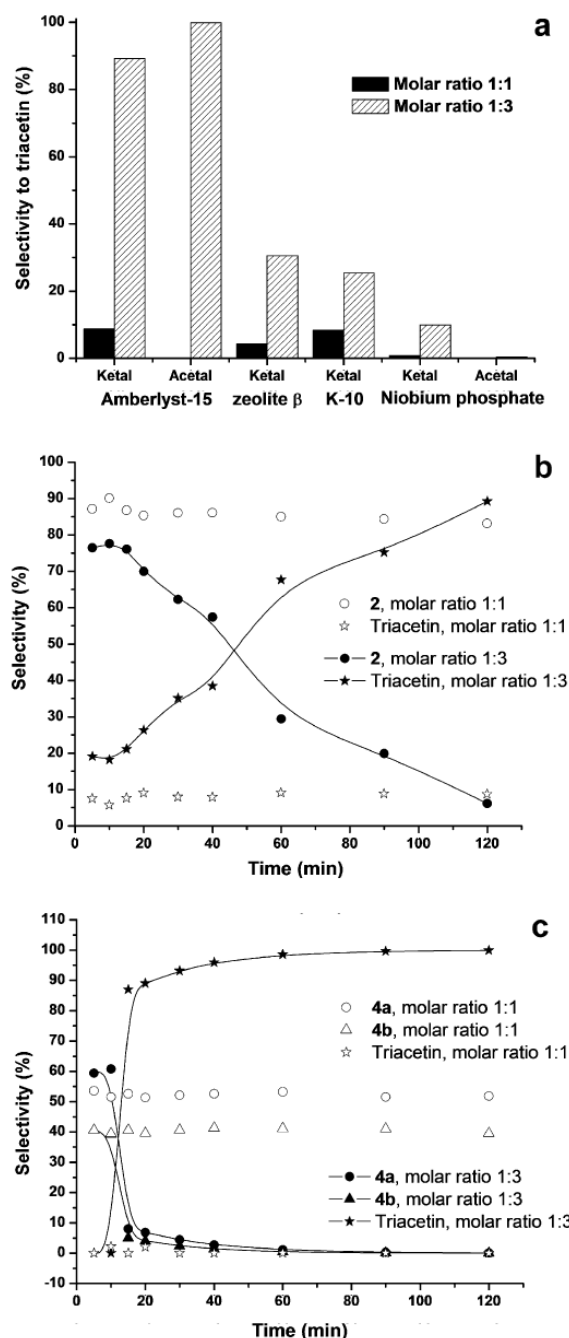 a
Selectivity to triacetin (%)
100
80
60
40
20
0
Molar ratio 1:1
Molar ratio 1:3
Ketal Acetal Ketal Ketal Ketal Acetal
Amberlyst-15 zeolite β K-10 Niobium phosphate
b
Selectivity (%)
100
90
80
70
60
50
40
30
20
10
0
2, molar ratio 1:1
Triacetin, molar ratio 1:1
2, molar ratio 1:3
Triacetin, molar ratio 1:3
0 20 40 60 80 100 120
Time (min)
c
Selectivity (%)
110
100
90
80
70
60
50
40
30
20
10
0
-10
4a, molar ratio 1:1
4b, molar ratio 1:1
Triacetin, molar ratio 1:1
4a, molar ratio 1:3
4b, molar ratio 1:3
Triacetin, molar ratio 1:3
0 20 40 60 80 100 120
Time (min)